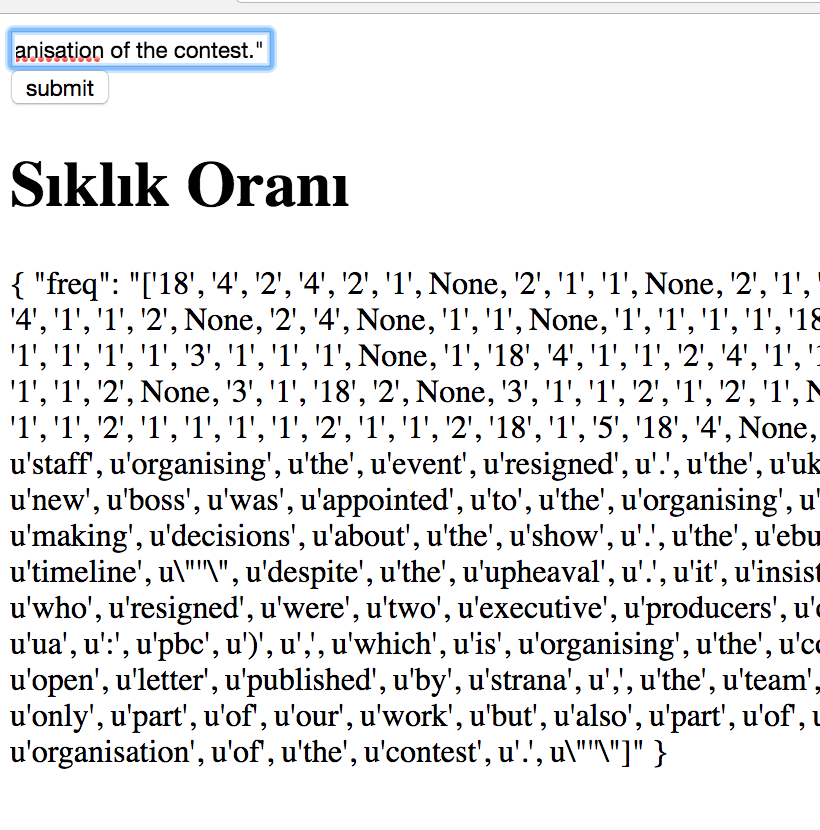 anisation of the contest."
submit
Sıklık Oranı
{ "freq": "['18', '4', '2', '4', '2', '1', None, '2', '1', '1', None, '2', '1', '
'4', '1', '1', '2', None, '2', '4', None, '1', '1', None, '1', '1', '1', '1', '18
'1', '1', '1', '1', '3', '1', '1', '1', None, '1', '18', '4', '1', '1', '2', '4', '1', '
'1', '1', '2', None, '3', '1', '18', '2', None, '3', '1', '1', '2', '1', '2', '1', N
'1', '1', '2', '1', '1', '1', '1', '2', '1', '1', '2', '18', '1', '5', '18', '4', None,
u'staff', u'organising', u'the', u'event', u'resigned', u'.', u'the', u'uk
u'new', u'boss', u'was', u'appointed', u'to', u'the', u'organising', u'
u'making', u'decisions', u'about', u'the', u'show', u'.', u'the', u'ebu
u'timeline', u\"'"\", u'despite', u'the', u'upheaval', u'.', u'it', u'insist
u'who', u'resigned', u'were', u'two', u'executive', u'producers', u'
u'ua', u':', u'pbc', u')', u',', u'which', u'is', u'organising', u'the', u'co
u'open', u'letter', u'published', u'by', u'strana', u',', u'the', u'team',
u'only', u'part', u'of', u'our', u'work', u'but', u'also', u'part', u'of',
u'organisation', u'of', u'the', u'contest', u'.', u\"'"\"]" }